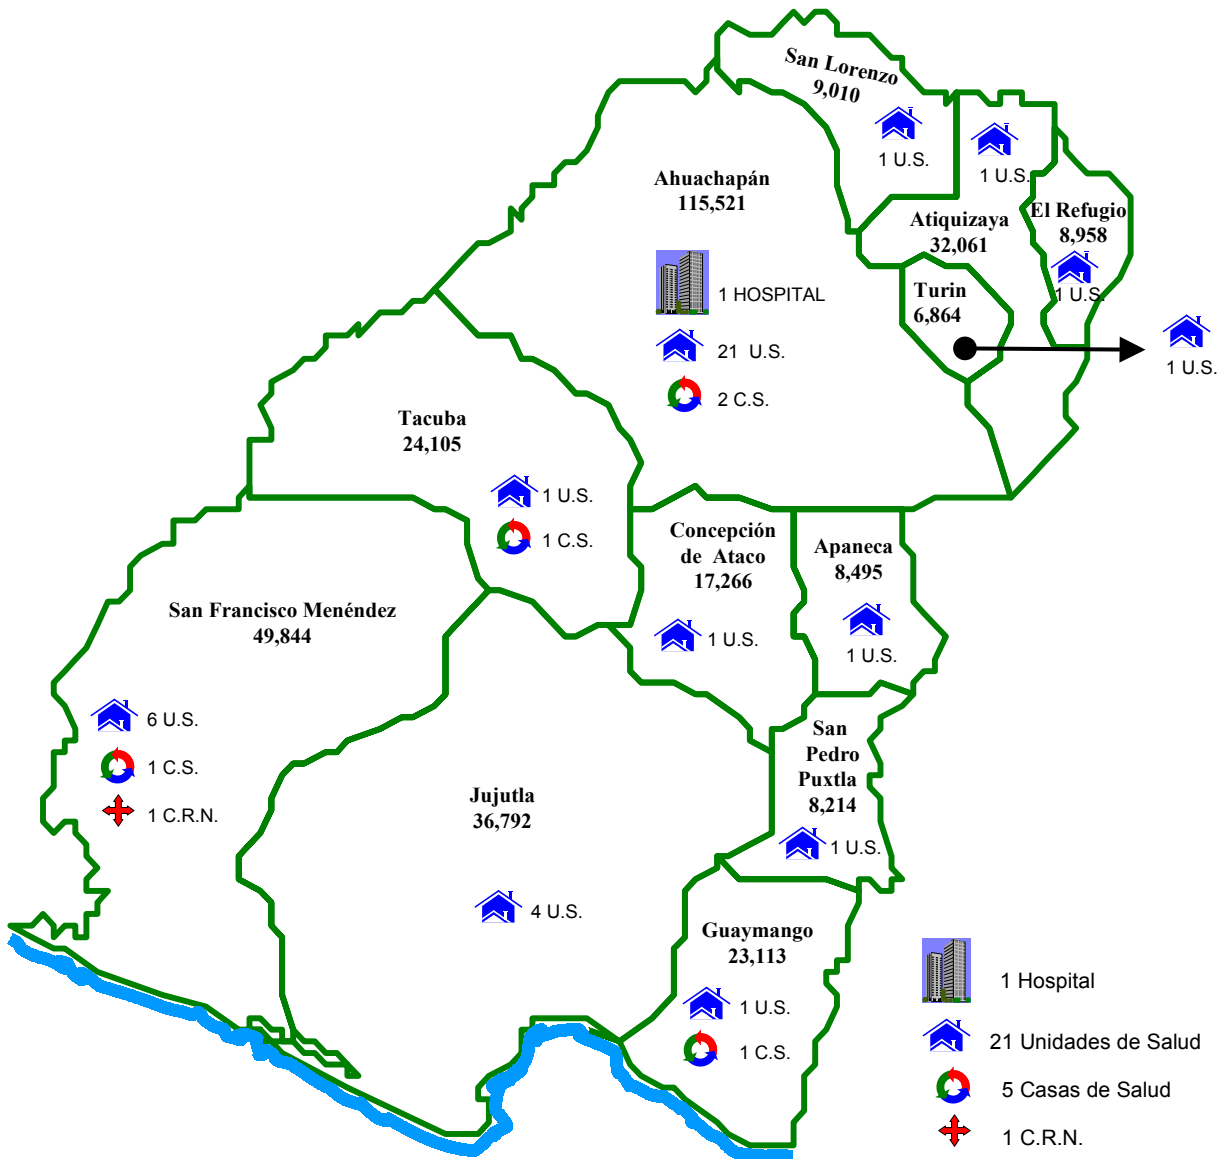 San Lorenzo
9,010
1 U.S.
1 U.S.
Ahuachapán
115,521
1 HOSPITAL
21 U.S.
2 C.S.
Atiquizaya
32,061
El Refugio
8,958
1 U.S.
Turin
6,864
1 U.S.
Tacuba
24,105
1 U.S.
1 C.S.
Concepción
de Ataco
17,266
1 U.S.
Apaneca
8,495
1 U.S.
San Francisco Menéndez
49,844
6 U.S.
1 C.S.
1 C.R.N.
San
Pedro
Puxtla
8,214
1 U.S.
Jujutla
36,792
4 U.S.
Guaymango
23,113
1 U.S.
1 C.S.
1 Hospital
21 Unidades de Salud
5 Casas de Salud
1 C.R.N.